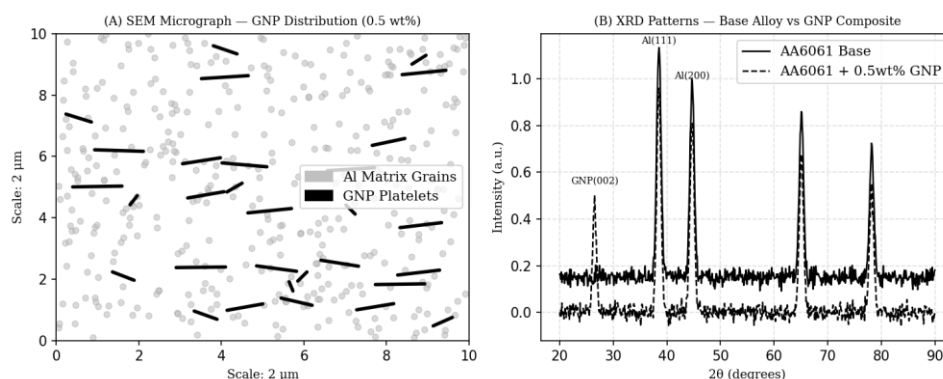 (A) SEM Micrograph — GNP Distribution (0.5 wt%)
10
8
6
4
2
0
0 2 4 6 8 10
Scale: 2 μm
Scale: 2 μm
Al Matrix Grains
GNP Platelets
(B) XRD Patterns — Base Alloy vs GNP Composite
Al(111)
Al(200)
GNP(002)
AA6061 Base
AA6061 + 0.5wt% GNP
1.0
0.8
0.6
0.4
0.2
0.0
Intensity (a.u.)
20 30 40 50 60 70 80 90
2θ (degrees)